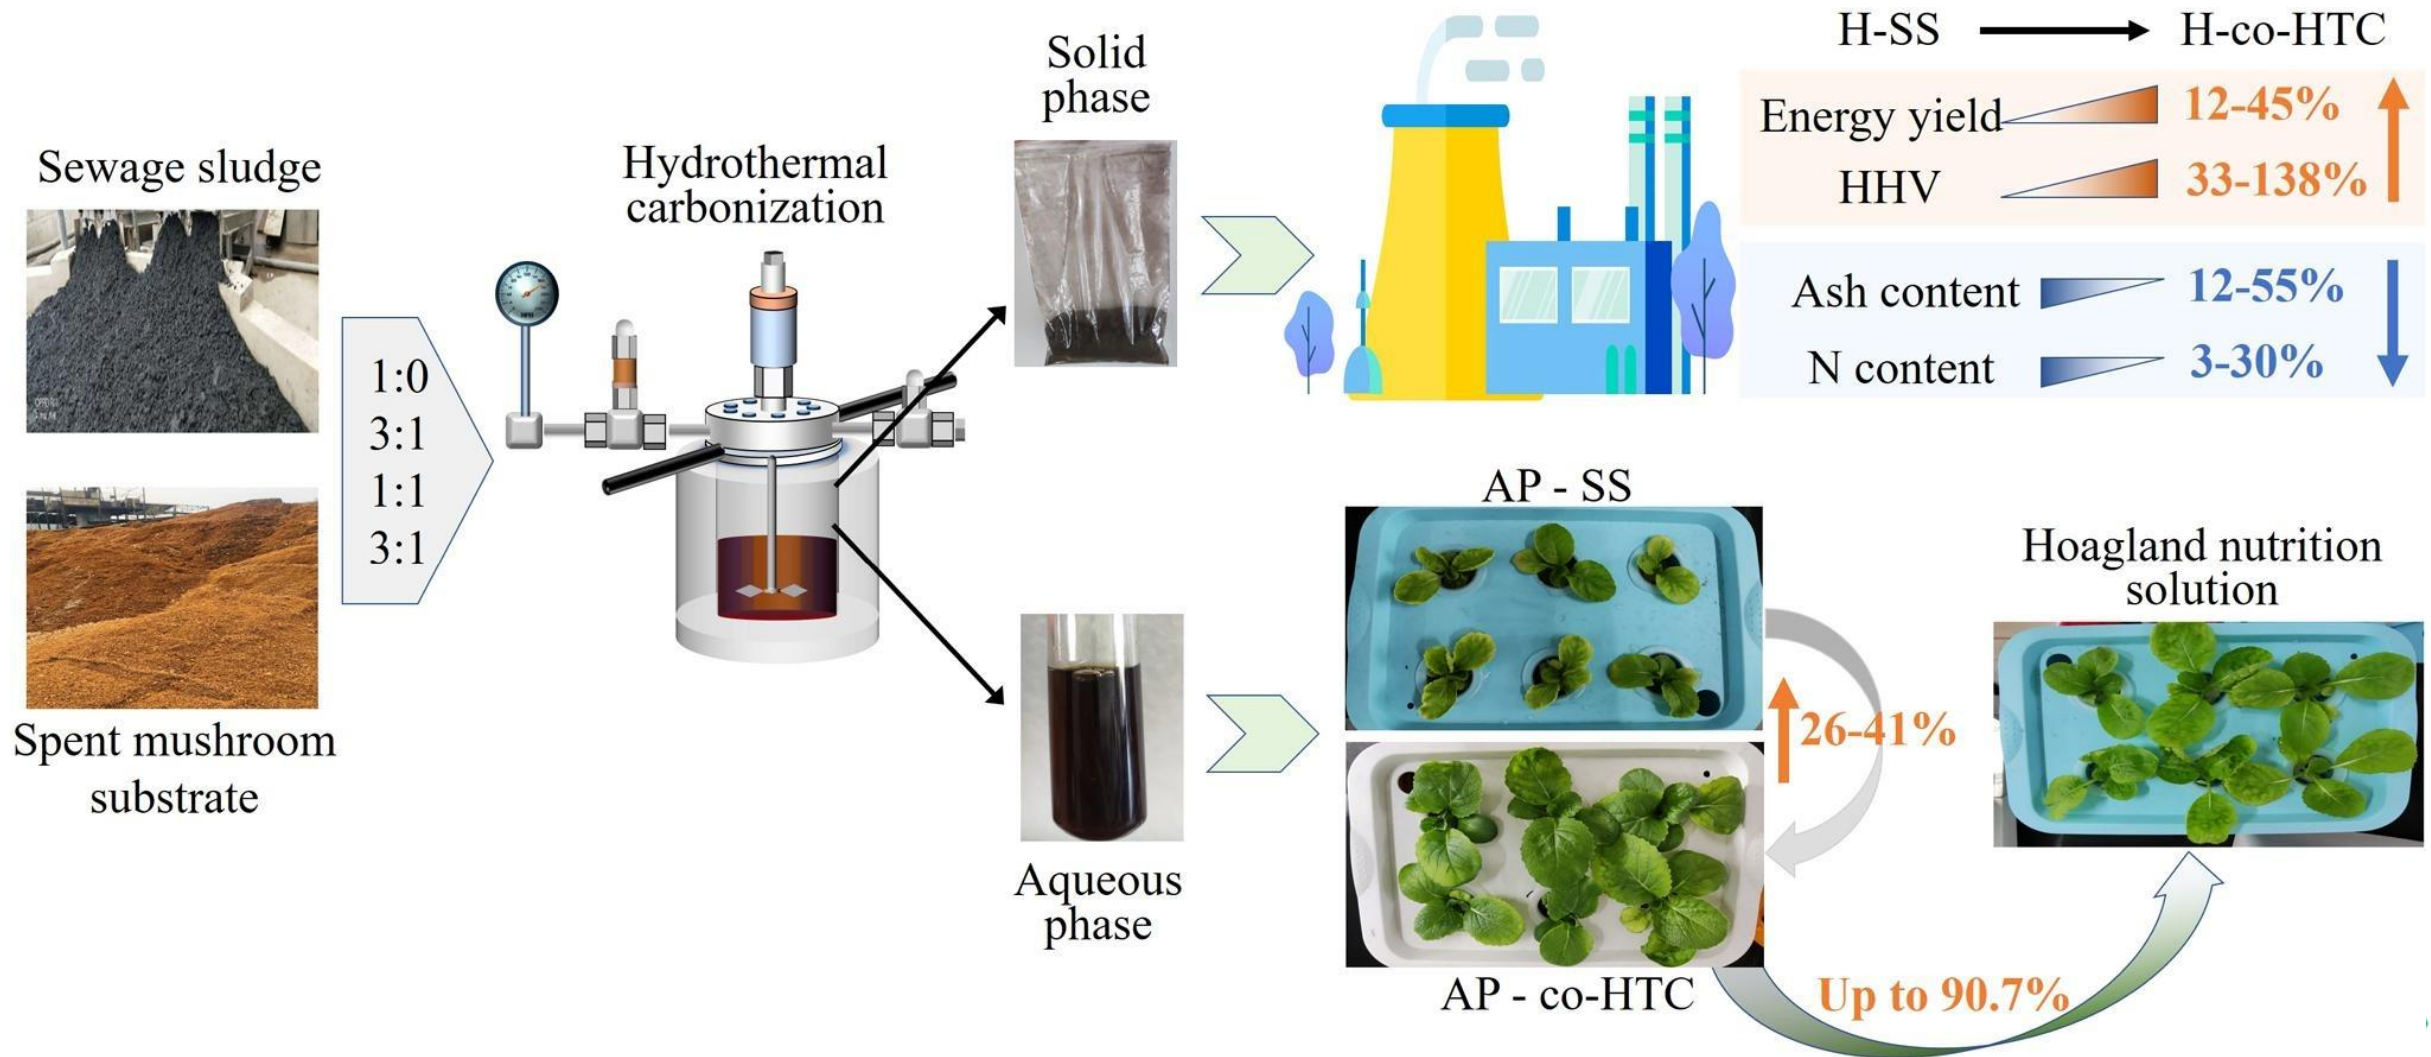 Sewage sludge
Spent mushroom
substrate
1:0
3:1
1:1
3:1
Hydrothermal
carbonization
Solid
phase
Aqueous
phase
H-SS
H-co-HTC
Energy yield
12-45%
HHV
33-138%
Ash content
12-55%
N content
3-30%
AP - SS
26-41%
AP - co-HTC
Hoagland nutrition
solution
Up to 90.7%